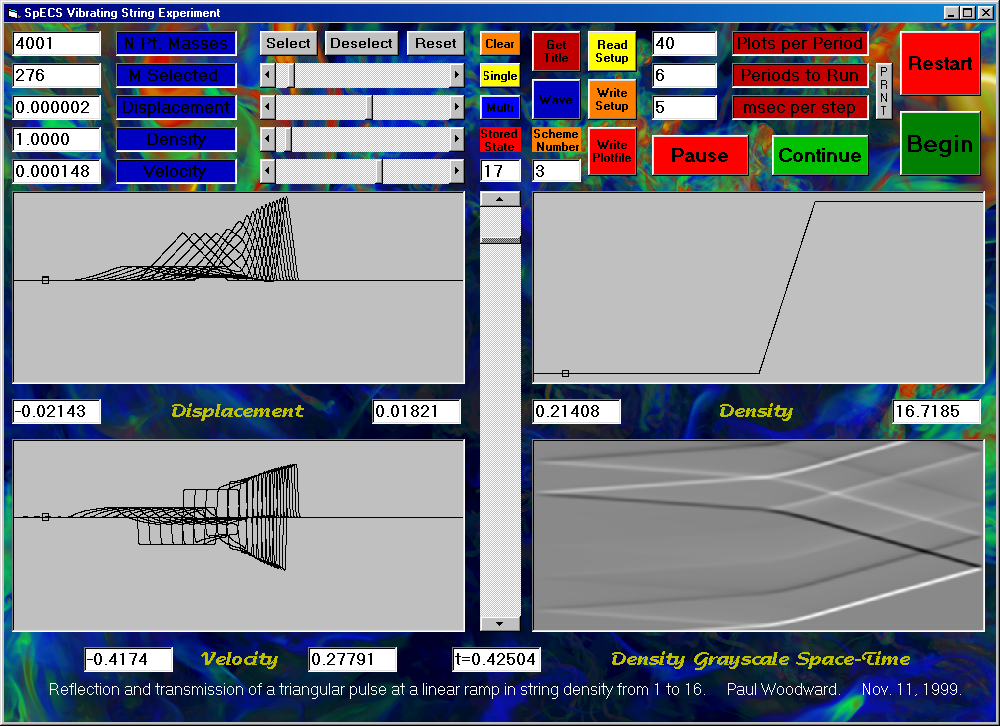 SpECS Vibrating String Experiment
4001 N Pt. Masses Select Deselect Reset Clear Get Title Read Setup 40 Plots per Period Restart
276 M Selected Single 6 Periods to Run PRNT
0.000002 Displacement Multi Wave Write Setup 5 msec per step
1.0000 Density Stored State Scheme Number Write Plotfile Pause Continue Begin
0.000148 Velocity 17 3
-0.02143 Displacement 0.01821 0.21408 Density 16.7185
-0.4174 Velocity 0.27791 t=0.42504 Density Grayscale Space-Time
Reflection and transmission of a triangular pulse at a linear ramp in string density from 1 to 16. Paul Woodward. Nov. 11, 1999.